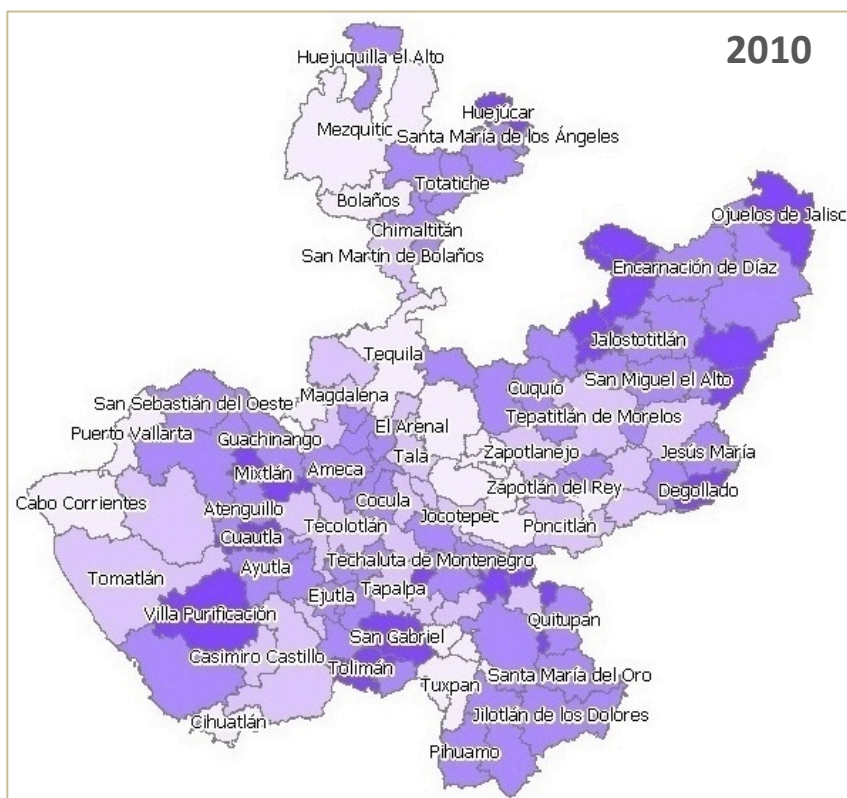 2010
Huejuquilla el Alto
Huejúcar
Mezquitic
Santa María de los Ángeles
Totatiche
Bolaños
Ojuelos de Jalisc
Chimaltitán
San Martín de Bolaños
Encarnación de Díaz
Jalostotitlán
Tequila
San Miguel el Alto
Cuquío
Magdalena
San Sebastián del Oeste
Tepatitlán de Morelos
El Arenal
Puerto Vallarta
Guachinango
Zapotlanejo
Jesús María
Tala
Mixtlán
Ameca
Zapotlán del Rey
Degollado
Cabo Corrientes
Cocula
Atenguillo
Jocotepec
Tecolotlán
Poncitlán
Cuautla
Techaluta de Montenegro
Ayutla
Tomatlán
Tapalpa
Ejutla
Villa Purificación
Quitupan
San Gabriel
Casimiro Castillo
Tolimán
Santa María del Oro
Tuxpan
Jilotlán de los Dolores
Cihuatlán
Pihuamo